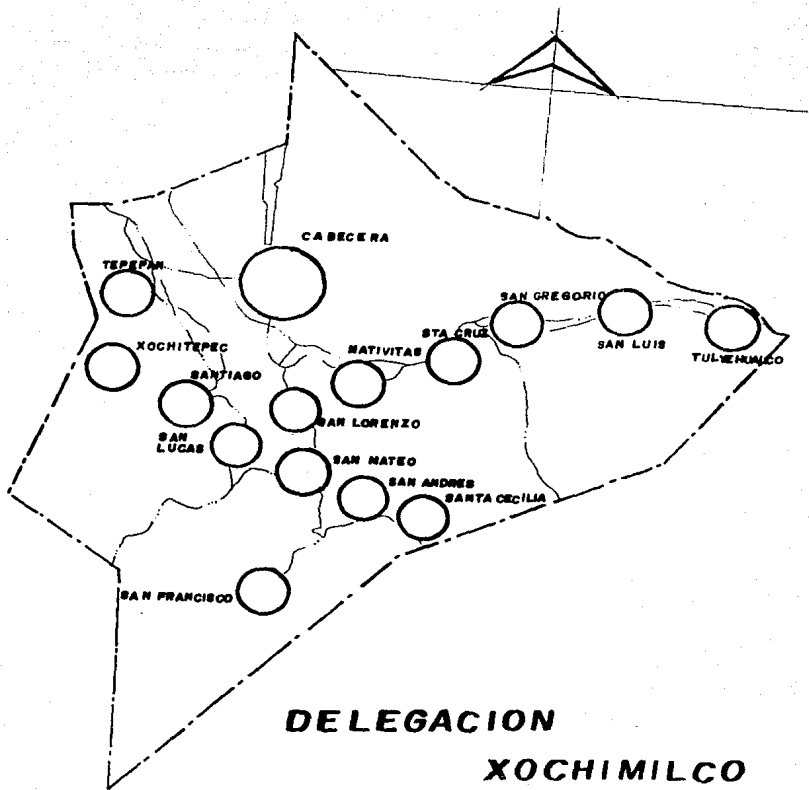 CABECERA
TEPEPAN
SAN GREGORIO
STA CRUZ
SAN LUIS
TULYEHUALCO
XOCHITEPEC
NATIVITAS
SANTIAGO
SAN LORENZO
SAN
LUCAS
SAN MATEO
SAN ANDRES
SANTA CECILIA
SAN FRANCISCO
DELEGACION
XOCHIMILCO